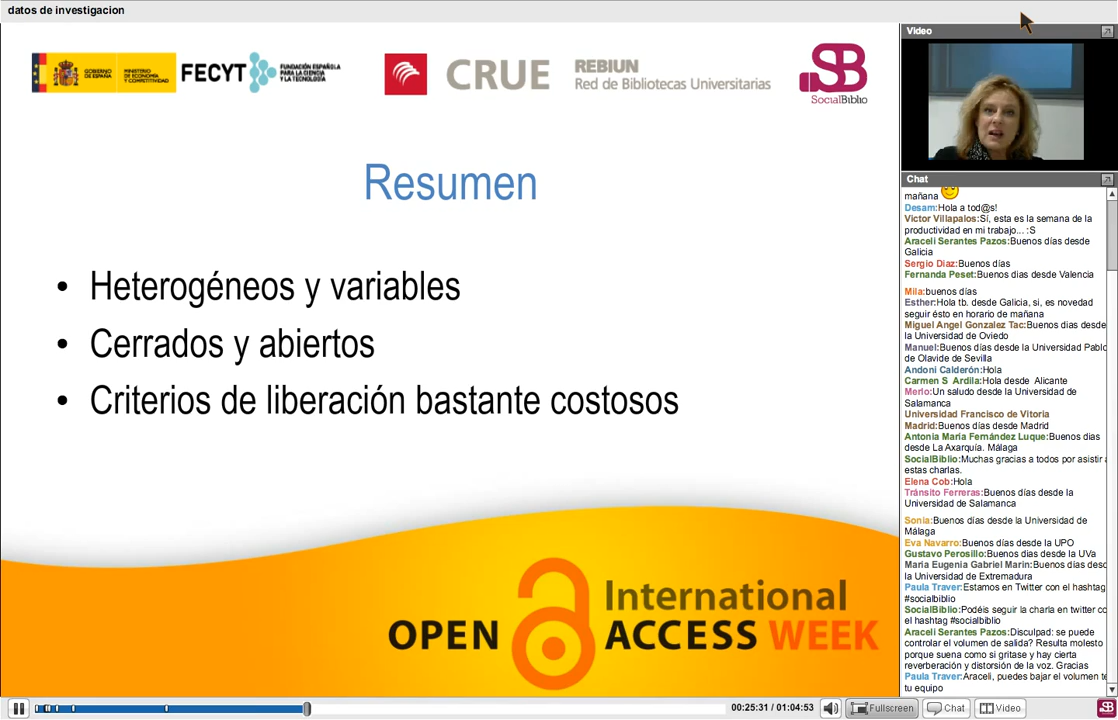 datos de investigacion
GOBIERNO
DE ESPAÑA
MINISTERIO
DE ECONOMÍA
Y COMPETITIVIDAD
FECYT
FUNDACIÓN ESPAÑOLA
PARA LA CIENCIA
Y LA TECNOLOGÍA
CRUE
REBIUN
Red de Bibliotecas Universitarias
SB
SocialBiblio
Resumen
• Heterogéneos y variables
• Cerrados y abiertos
• Criterios de liberación bastante costosos
International
OPEN ACCESS WEEK
Video
Chat
mañana
Desam:Hola a tod@s!
Victor Villapalos:Sí, esta es la semana de la
productividad en mi trabajo... :S
Araceli Serantes Pazos:Buenos días desde
Galicia
Sergio Diaz:Buenos días
Fernanda Peset:Buenos dias desde Valencia
Mila:buenos días
Esther:Hola tb. desde Galicia, si, es novedad
seguir ésto en horario de mañana
Miguel Angel Gonzalez Tac:Buenos dias desde
la Universidad de Oviedo
Manuel:Buenos días desde la Universidad Pablo
de Olavide de Sevilla
Andoni Calderón:Hola
Carmen S Ardila:Hola desde Alicante
Merlo:Un saludo desde la Universidad de
Salamanca
Universidad Francisco de Vitoria
Madrid:Buenos días desde Madrid
Antonia María Fernández Luque:Buenos dias
desde La Axarquía. Málaga
SocialBiblio:Muchas gracias a todos por asistir a
estas charlas.
Elena Cob:Hola
Tránsito Ferreras:Buenos días desde la
Universidad de Salamanca
Sonia:Buenos días desde la Universidad de
Málaga
Eva Navarro:Buenos días desde la UPO
Gustavo Perosillo:Buenos dias desde la UVa
Maria Eugenia Gabriel Marin:Buenos días desd
la Universidad de Extremadura
Paula Traver:Estamos en Twitter con el hashtag
#socialbiblio
SocialBiblio:Podéis seguir la charla en twitter co
el hashtag #socialbiblio
Araceli Serantes Pazos:Disculpad: se puede
controlar el volumen de salida? Resulta molesto
porque suena como si gritase y hay cierta
reverberación y distorsión de la voz. Gracias
Paula Traver:Araceli, puedes bajar el volumen
tu equipo
00:25:31 / 01:04:53
Fullscreen
Chat
Video
SB